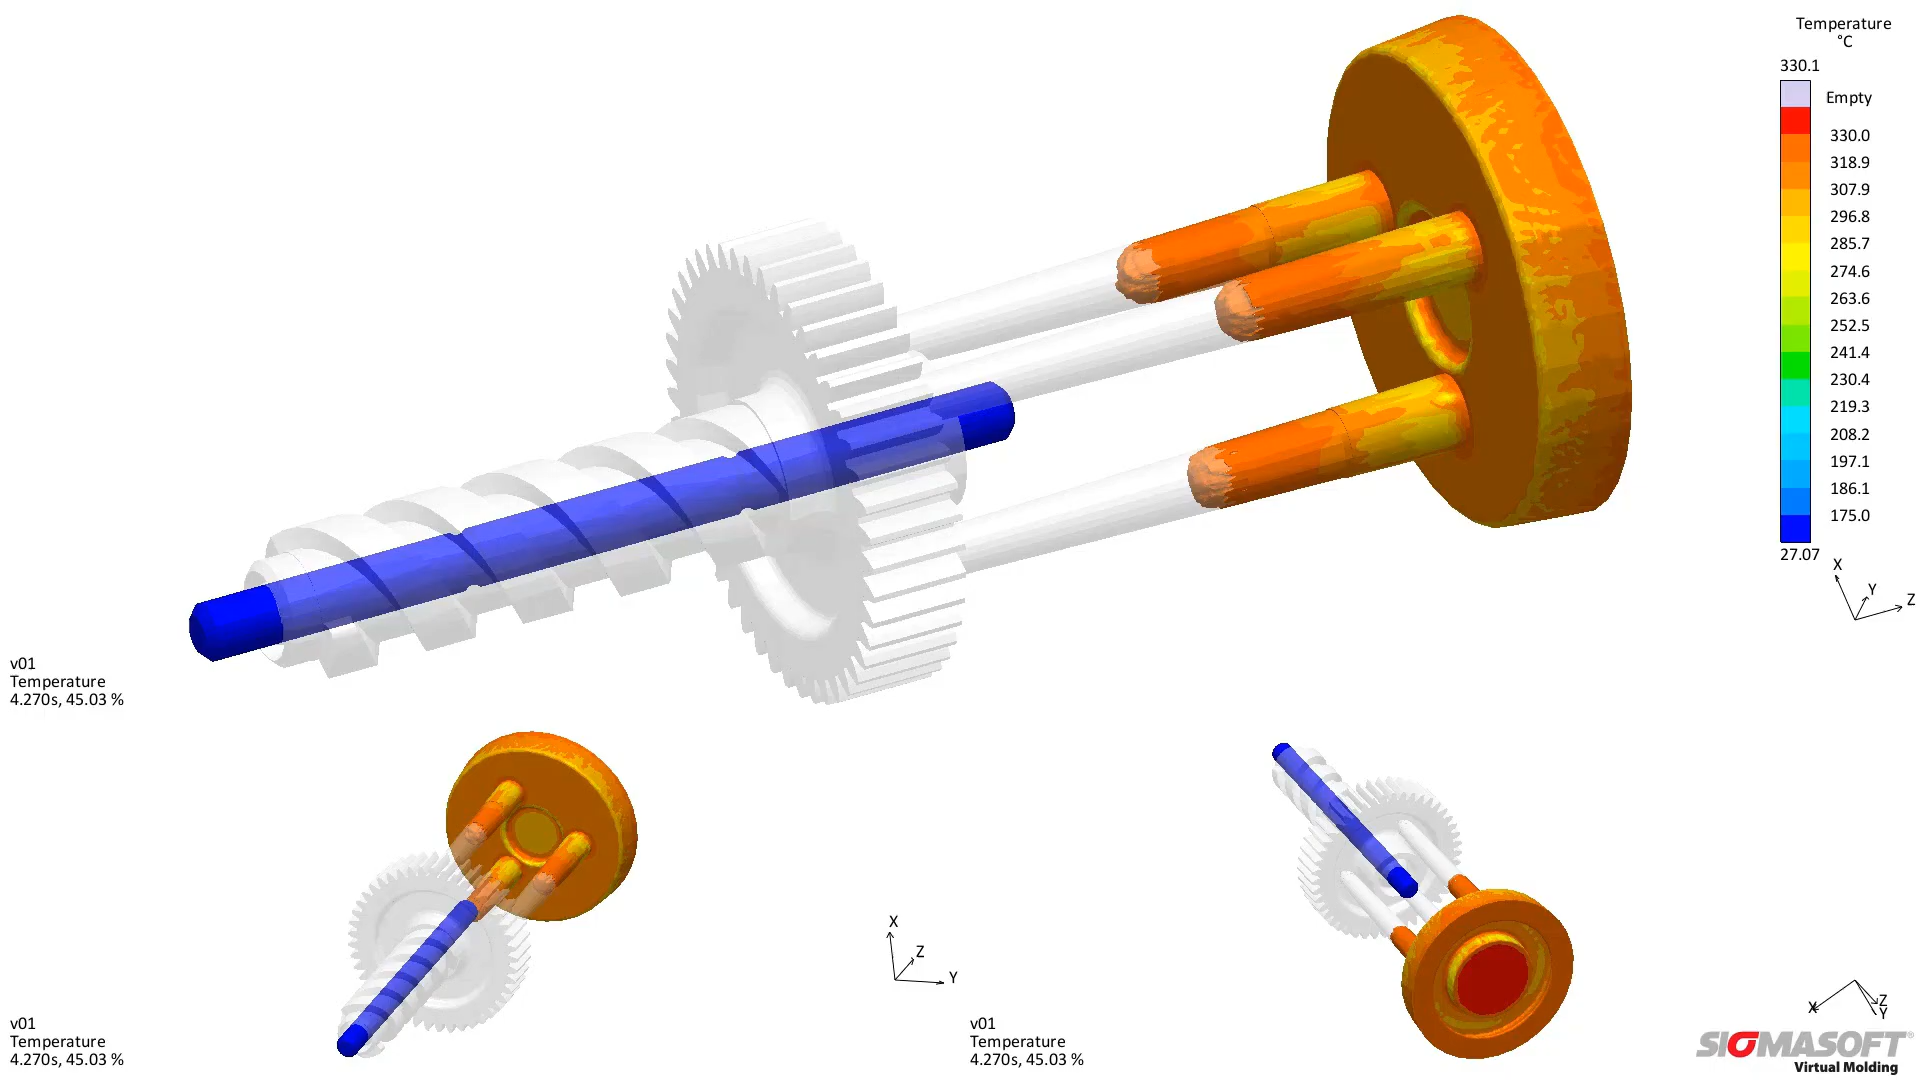 Temperature
°C
330.1
Empty
330.0
318.9
307.9
296.8
285.7
274.6
263.6
252.5
241.4
230.4
219.3
208.2
197.1
186.1
175.0
27.07
X
Y
Z
v01
Temperature
4.270s, 45.03 %
X
Z
Y
v01
Temperature
4.270s, 45.03 %
v01
Temperature
4.270s, 45.03 %
X
Z
Y
SIGMASOFT®
Virtual Molding